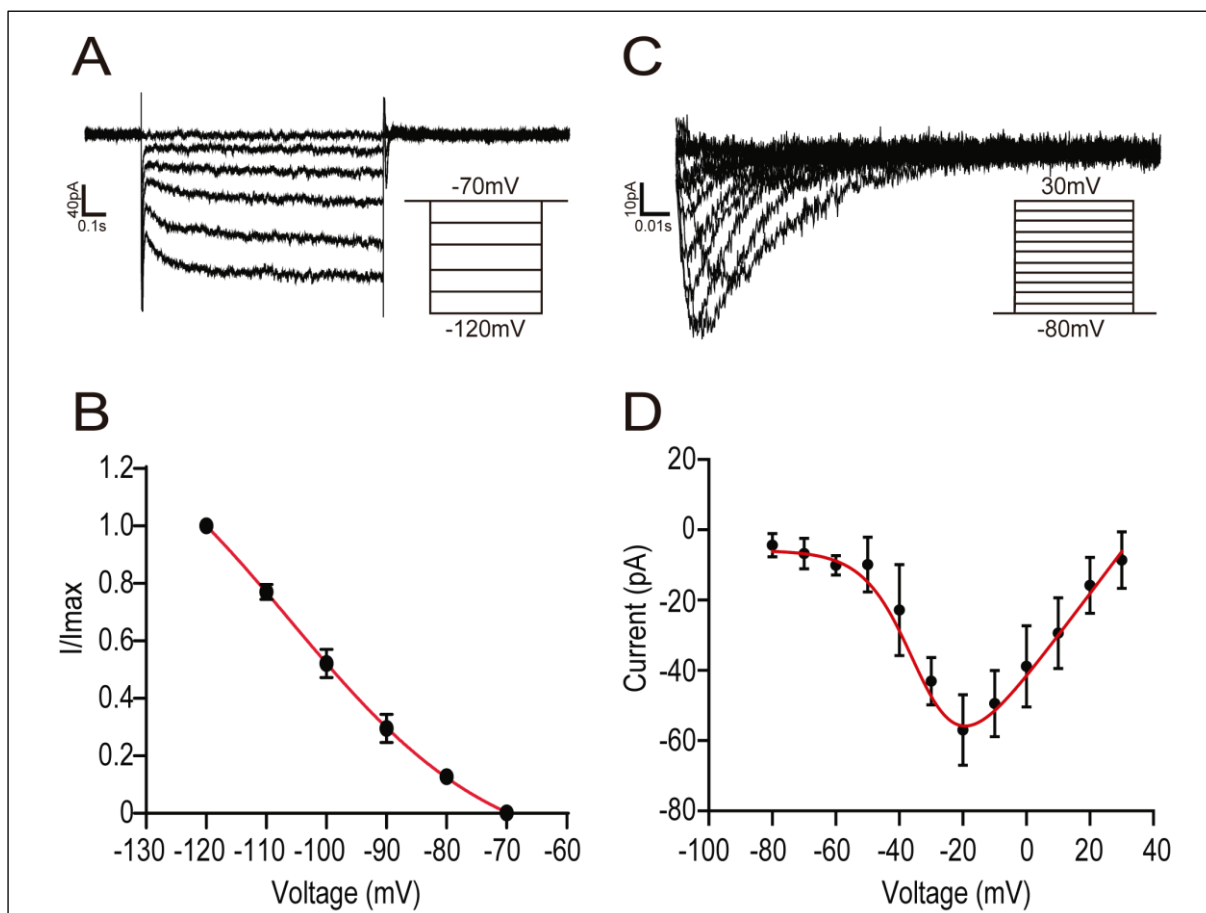 A
40pA
0.1s
-70mV
-120mV
C
10pA
0.01s
30mV
-80mV
B
I/Imax
1.2
1.0
0.8
0.6
0.4
0.2
0
-130 -120 -110 -100 -90 -80 -70 -60
Voltage (mV)
D
Current (pA)
20
0
-20
-40
-60
-80
-100 -80 -60 -40 -20 0 20 40
Voltage (mV)